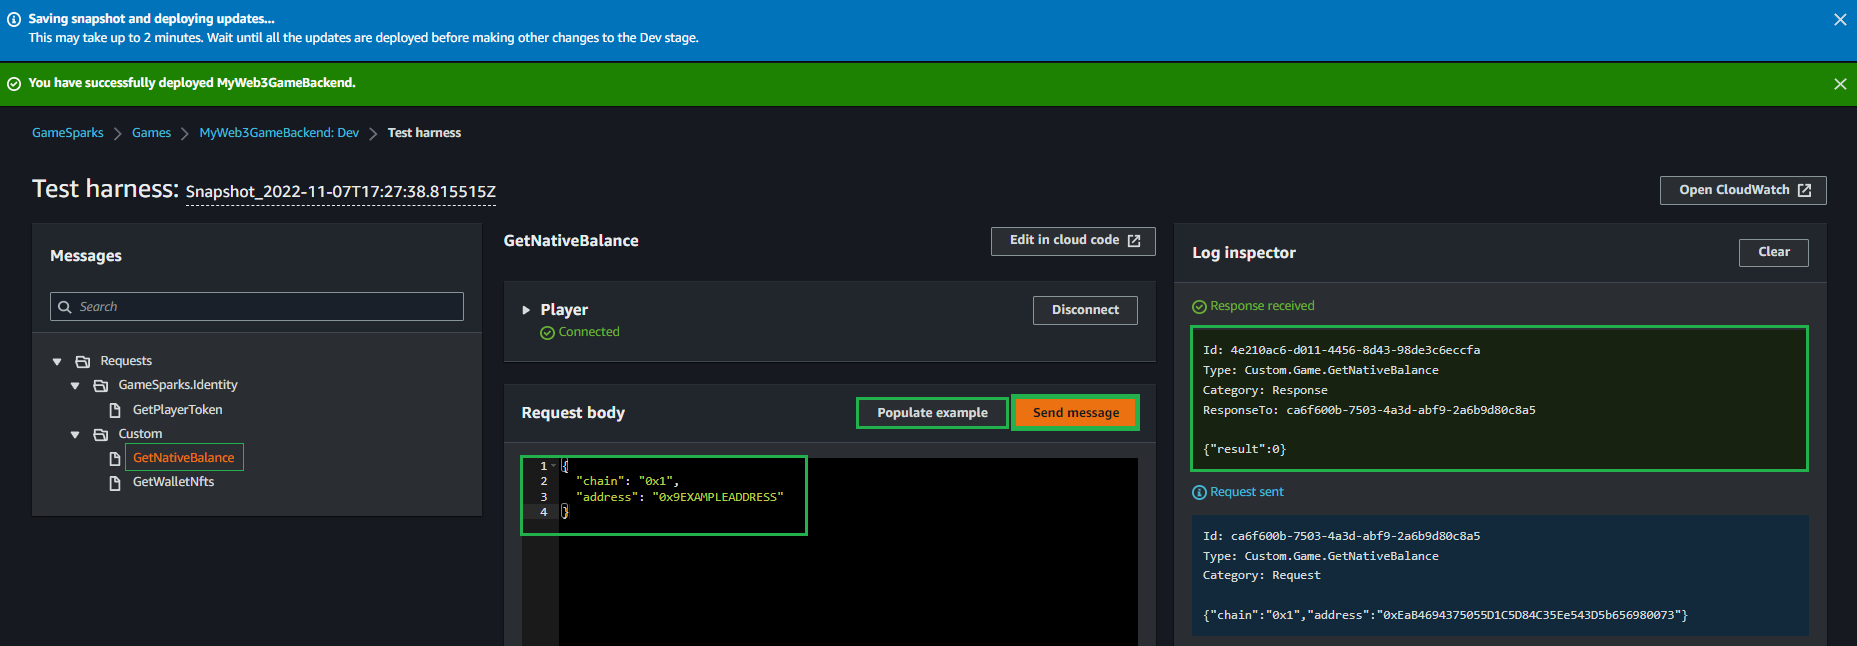 Saving snapshot and deploying updates...
This may take up to 2 minutes. Wait until all the updates are deployed before making other changes to the Dev stage.
You have successfully deployed MyWeb3GameBackend.
GameSparks > Games > MyWeb3GameBackend: Dev > Test harness
Test harness: Snapshot_2022-11-07T17:27:38.815515Z
Open CloudWatch
Messages
Search
Requests
GameSparks.Identity
GetPlayerToken
Custom
GetNativeBalance
GetWalletNfts
GetNativeBalance
Edit in cloud code
Player
Connected
Disconnect
Request body
Populate example
Send message
1 {
2 "chain": "0x1",
3 "address": "0x9EXAMPLEADDRESS"
4 }
Log inspector
Clear
Response received
Id: 4e210ac6-d011-4456-8d43-98de3c6eccfa
Type: Custom.Game.GetNativeBalance
Category: Response
ResponseTo: ca6f600b-7503-4a3d-abf9-2a6b9d80c8a5
{"result":0}
Request sent
Id: ca6f600b-7503-4a3d-abf9-2a6b9d80c8a5
Type: Custom.Game.GetNativeBalance
Category: Request
{"chain":"0x1","address":"0xEaB4694375055D1C5D84C35Ee543D5b656980073"}